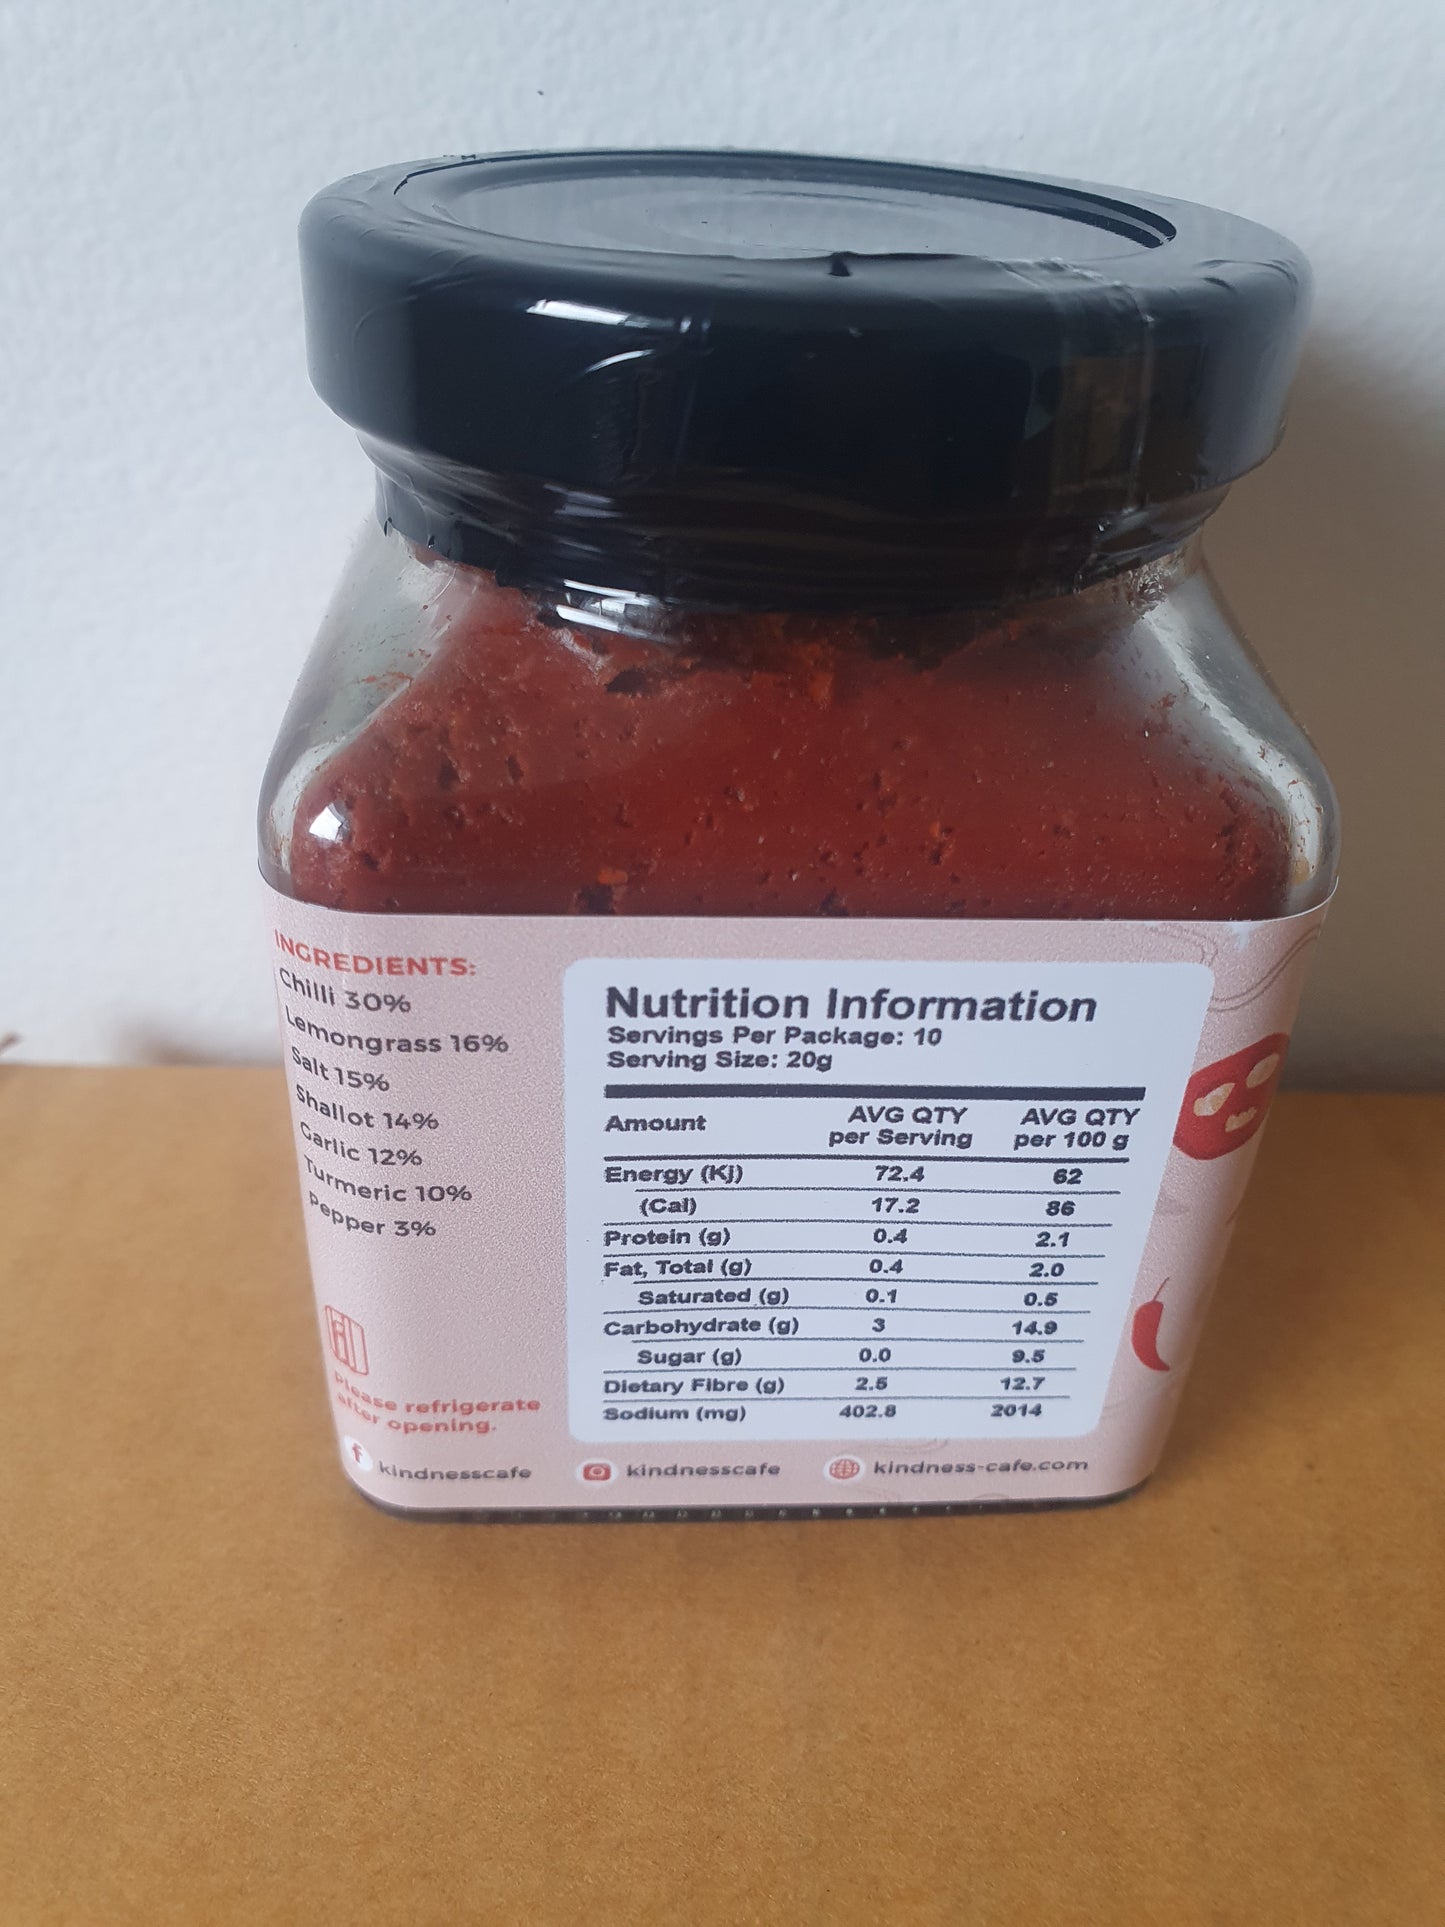 INGREDIENTS:
Chilli 30%
Lemongrass 16%
Salt 15%
Shallot 14%
Garlic 12%
Turmeric 10%
Pepper 3%
Please refrigerate
after opening.
Nutrition Information
Servings Per Package: 10
Serving Size: 20g
Amount AVG QTY per Serving AVG QTY per 100 g
Energy (Kj) 72.4 62
(Cal) 17.2 86
Protein (g) 0.4 2.1
Fat, Total (g) 0.4 2.0
Saturated (g) 0.1 0.5
Carbohydrate (g) 3 14.9
Sugar (g) 0.0 9.5
Dietary Fibre (g) 2.5 12.7
Sodium (mg) 402.8 2014
kindnesscafe kindnesscafe kindness-cafe.com